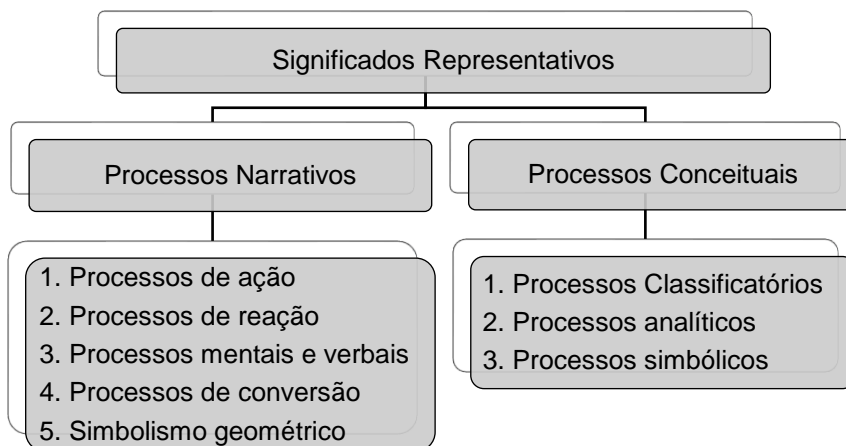 Significados Representativos
Processos Narrativos
Processos Conceituais
1. Processos de ação
2. Processos de reação
3. Processos mentais e verbais
4. Processos de conversão
5. Simbolismo geométrico
1. Processos Classificatórios
2. Processos analíticos
3. Processos simbólicos